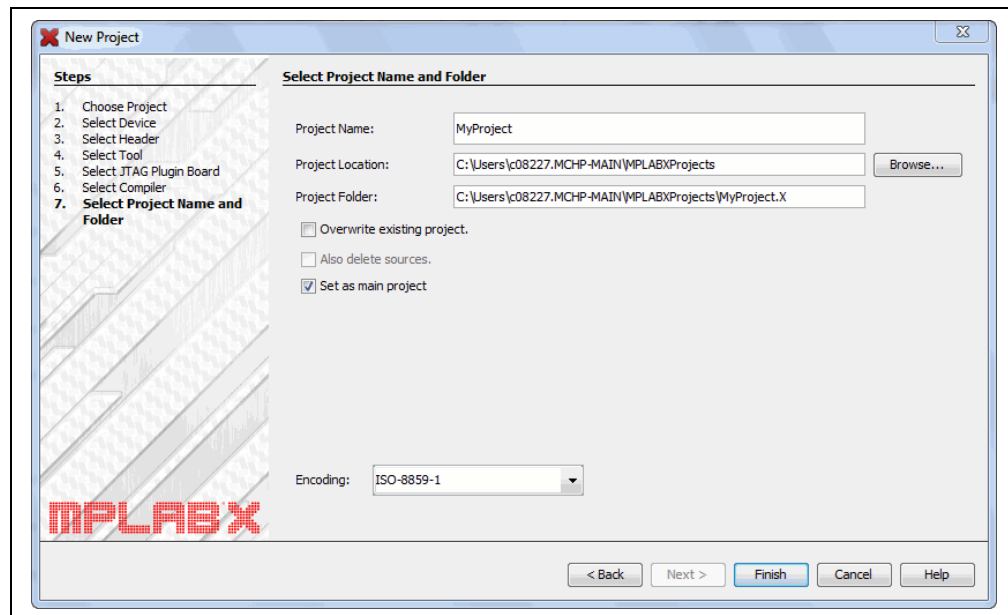 New Project
Steps
1. Choose Project
2. Select Device
3. Select Header
4. Select Tool
5. Select JTAG Plugin Board
6. Select Compiler
7. Select Project Name and
Folder
Select Project Name and Folder
Project Name: MyProject
Project Location: C:\Users\c08227.MCHP-MAIN\MPLABXProjects Browse...
Project Folder: C:\Users\c08227.MCHP-MAIN\MPLABXProjects\MyProject.X
Overwrite existing project.
Also delete sources.
Set as main project
Encoding: ISO-8859-1
MPLABX
< Back Next > Finish Cancel Help